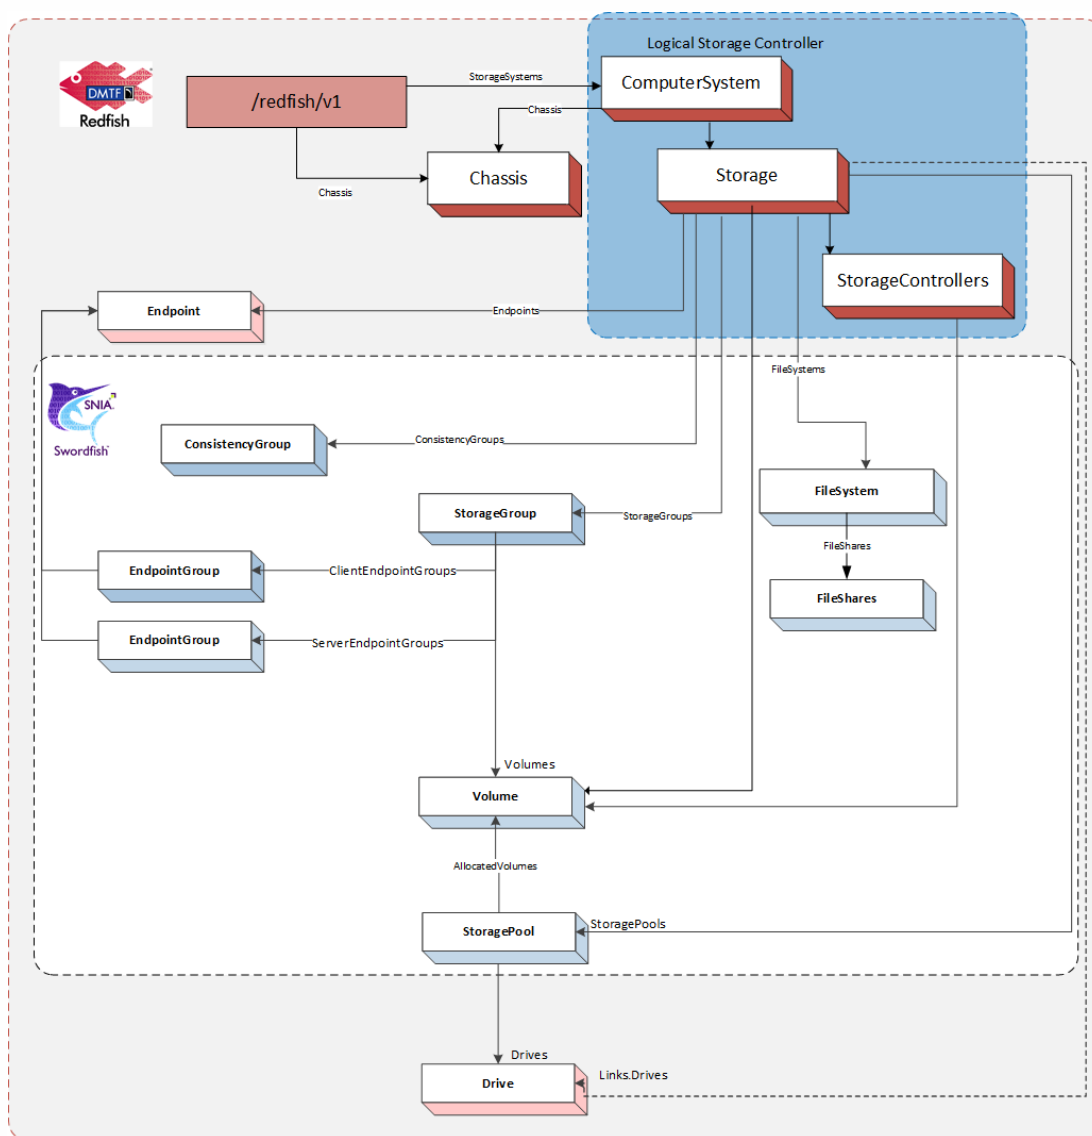 Logical Storage Controller
StorageSystems
ComputerSystem
DMTF
Redfish
/redfish/v1
Chassis
Chassis
Chassis
Storage
StorageControllers
Endpoint
Endpoints
FileSystems
SNIA
Swordfish
ConsistencyGroup
ConsistencyGroups
FileSystem
StorageGroup
StorageGroups
FileShares
EndpointGroup
ClientEndpointGroups
FileShares
EndpointGroup
ServerEndpointGroups
Volumes
Volume
AllocatedVolumes
StoragePool
StoragePools
Drives
Drive
Links.Drives